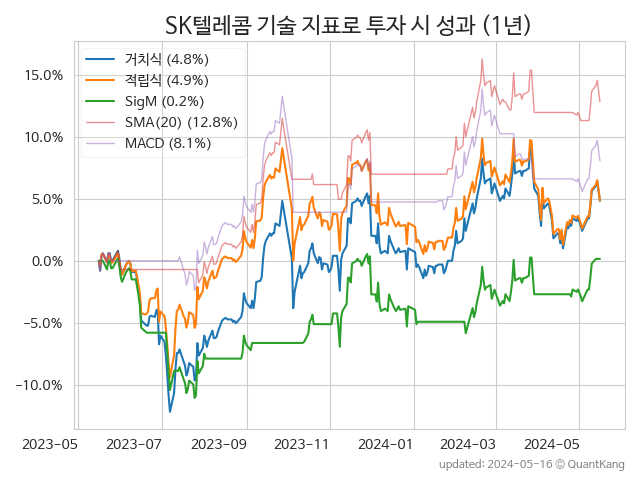 SK텔레콤 기술 지표로 투자 시 성과 (1년)
거치식 (4.8%)
적립식 (4.9%)
SigM (0.2%)
SMA(20) (12.8%)
MACD (8.1%)
15.0%
10.0%
5.0%
0.0%
−5.0%
−10.0%
2023-05 2023-07 2023-09 2023-11 2024-01 2024-03 2024-05
updated: 2024-05-16 © QuantKang